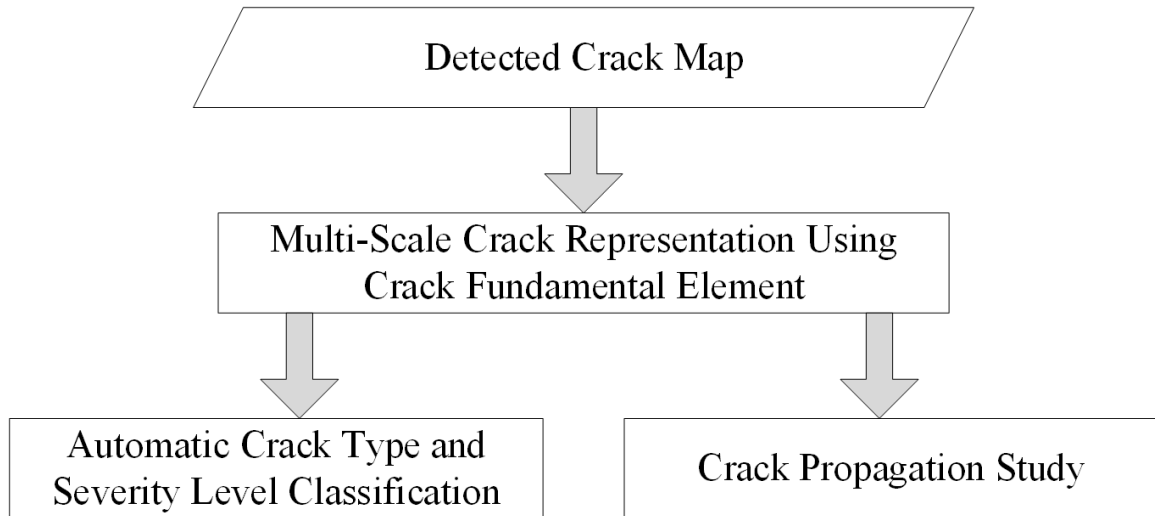 Detected Crack Map
Multi-Scale Crack Representation Using
Crack Fundamental Element
Automatic Crack Type and
Severity Level Classification
Crack Propagation Study